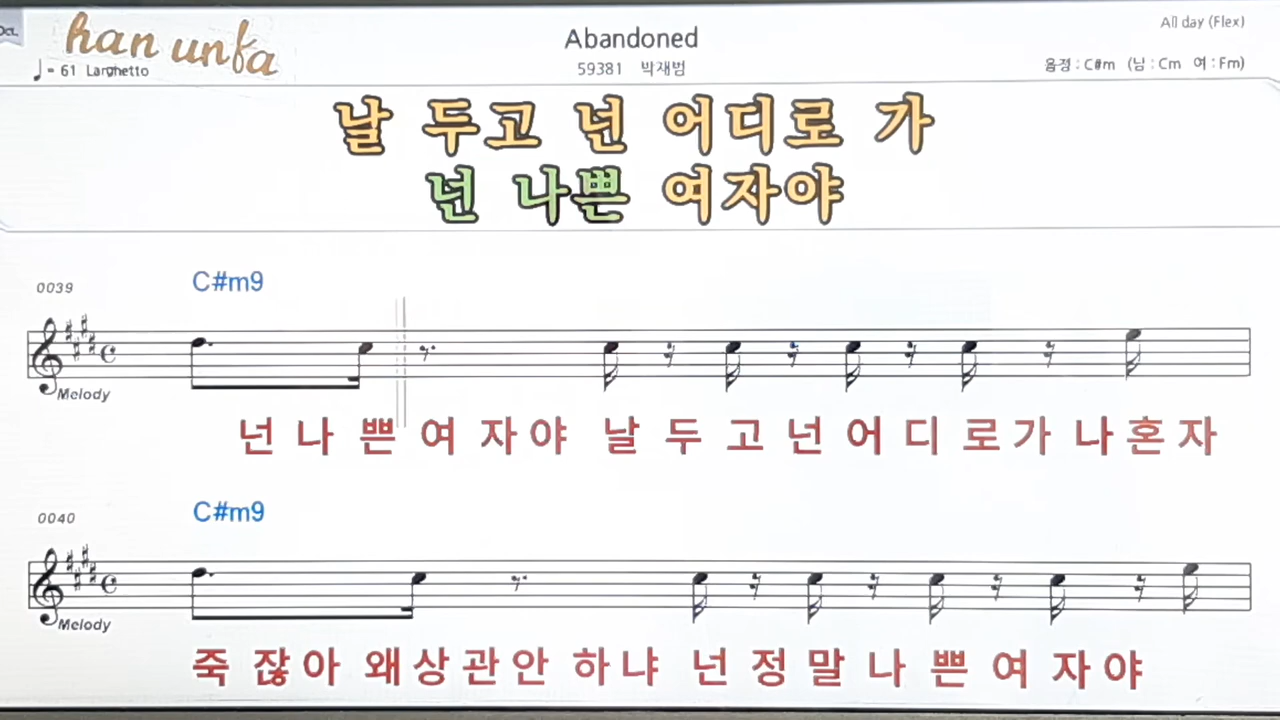 Oct.
han unfa
♩= 61 Larghetto
Abandoned
59381 박재범
All day (Flex)
음정 : C#m (남 : Cm 여 : Fm)
날 두고 넌 어디로 가
넌 나쁜 여자야
0039
C#m9
Melody
넌 나 쁜 여 자 야 날 두 고 넌 어 디 로 가 나 혼 자
0040
C#m9
Melody
죽 잖 아 왜 상 관 안 하 냐 넌 정 말 나 쁜 여 자 야